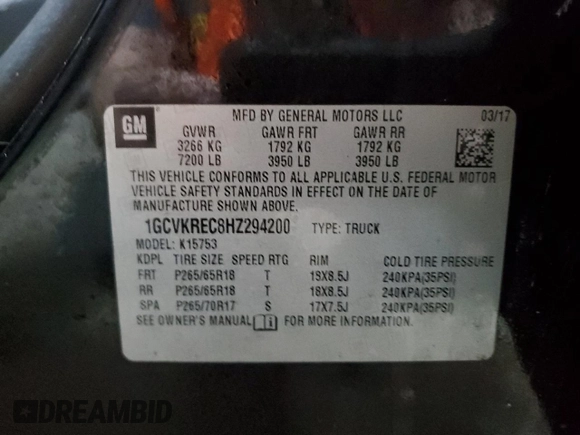 GM
MFD BY GENERAL MOTORS LLC 03/17
GVWR GAWR FRT GAWR RR
3266 KG 1792 KG 1792 KG
7200 LB 3950 LB 3950 LB
THIS VEHICLE CONFORMS TO ALL APPLICABLE U.S. FEDERAL MOTOR
VEHICLE SAFETY STANDARDS IN EFFECT ON THE DATE OF
MANUFACTURE SHOWN ABOVE.
1GCVKREC8HZ294200 TYPE: TRUCK
MODEL: K15753
KDPL TIRE SIZE SPEED RTG RIM COLD TIRE PRESSURE
FRT P265/65R18 T 18X8.5J 240KPA(35PSI)
RR P265/65R18 T 18X8.5J 240KPA(35PSI)
SPA P265/70R17 S 17X7.5J 240KPA(35PSI)
SEE OWNER'S MANUAL FOR MORE INFORMATION.
DREAMBID